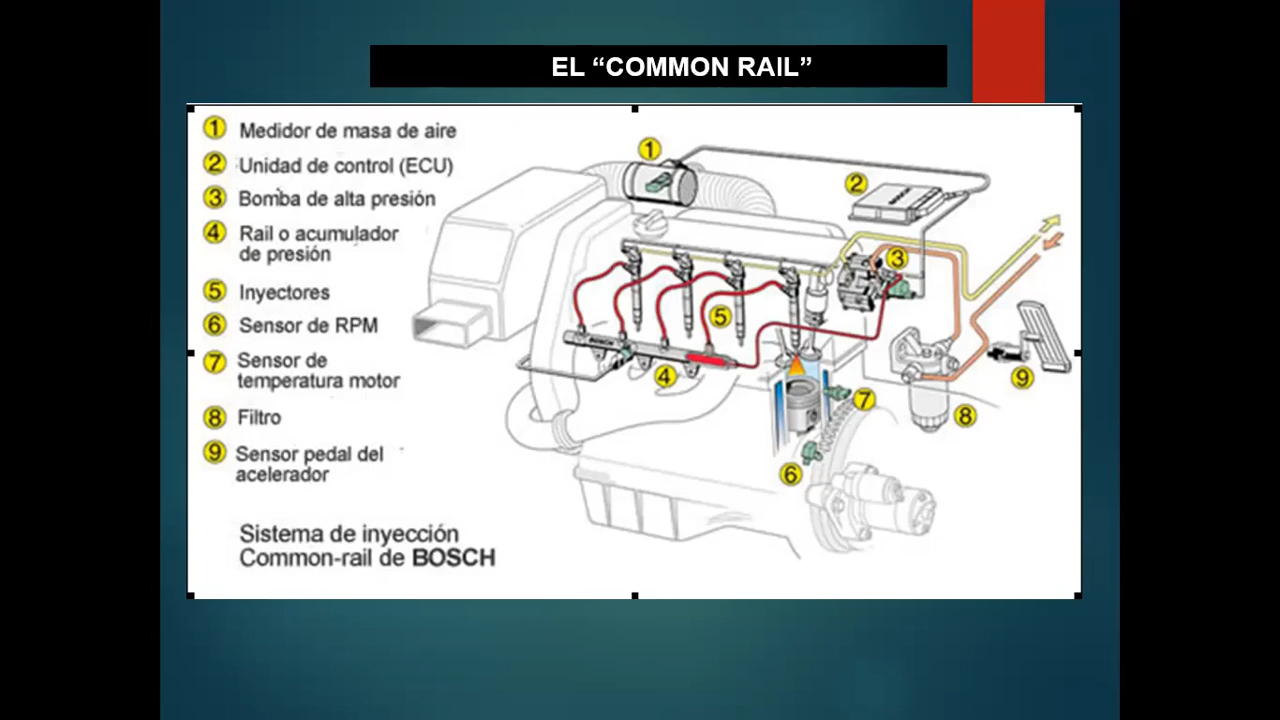 EL “COMMON RAIL”
1 Medidor de masa de aire
2 Unidad de control (ECU)
3 Bomba de alta presión
4 Rail o acumulador
de presión
5 Inyectores
6 Sensor de RPM
7 Sensor de
temperatura motor
8 Filtro
9 Sensor pedal del
acelerador
Sistema de inyección
Common-rail de BOSCH
1
2
BOSCH
3
5
BOSCH
4
9
7
8
6